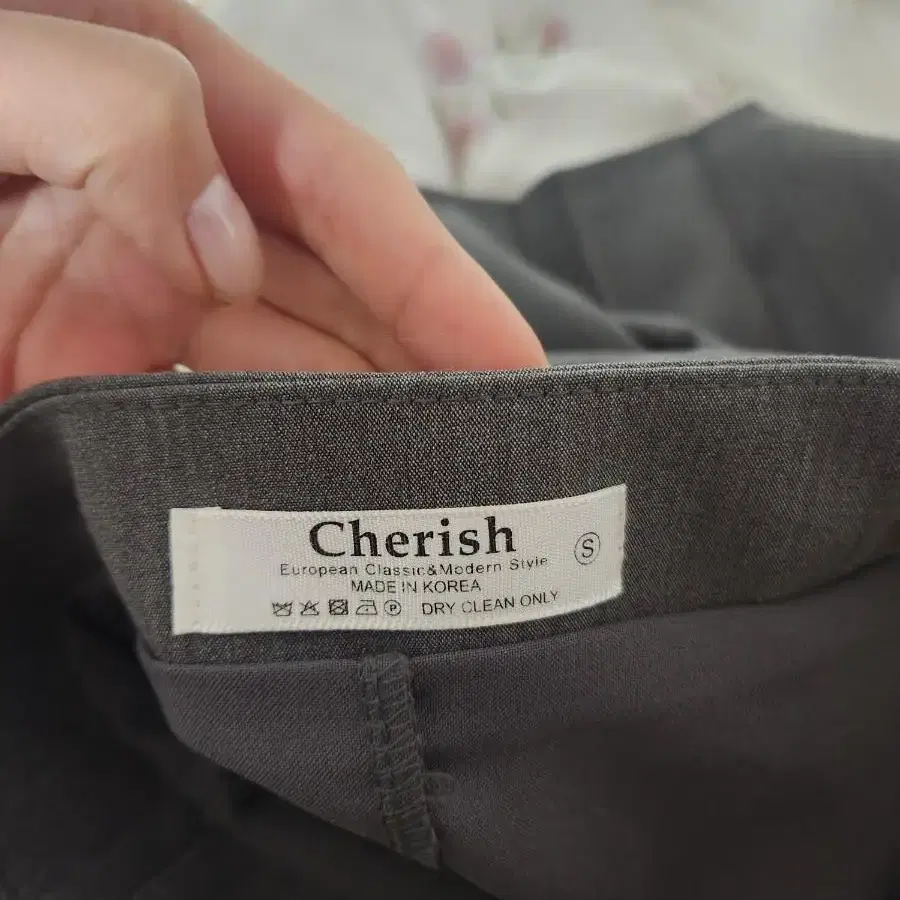 Cherish
S
European Classic&Modern Style
MADE IN KOREA
P DRY CLEAN ONLY